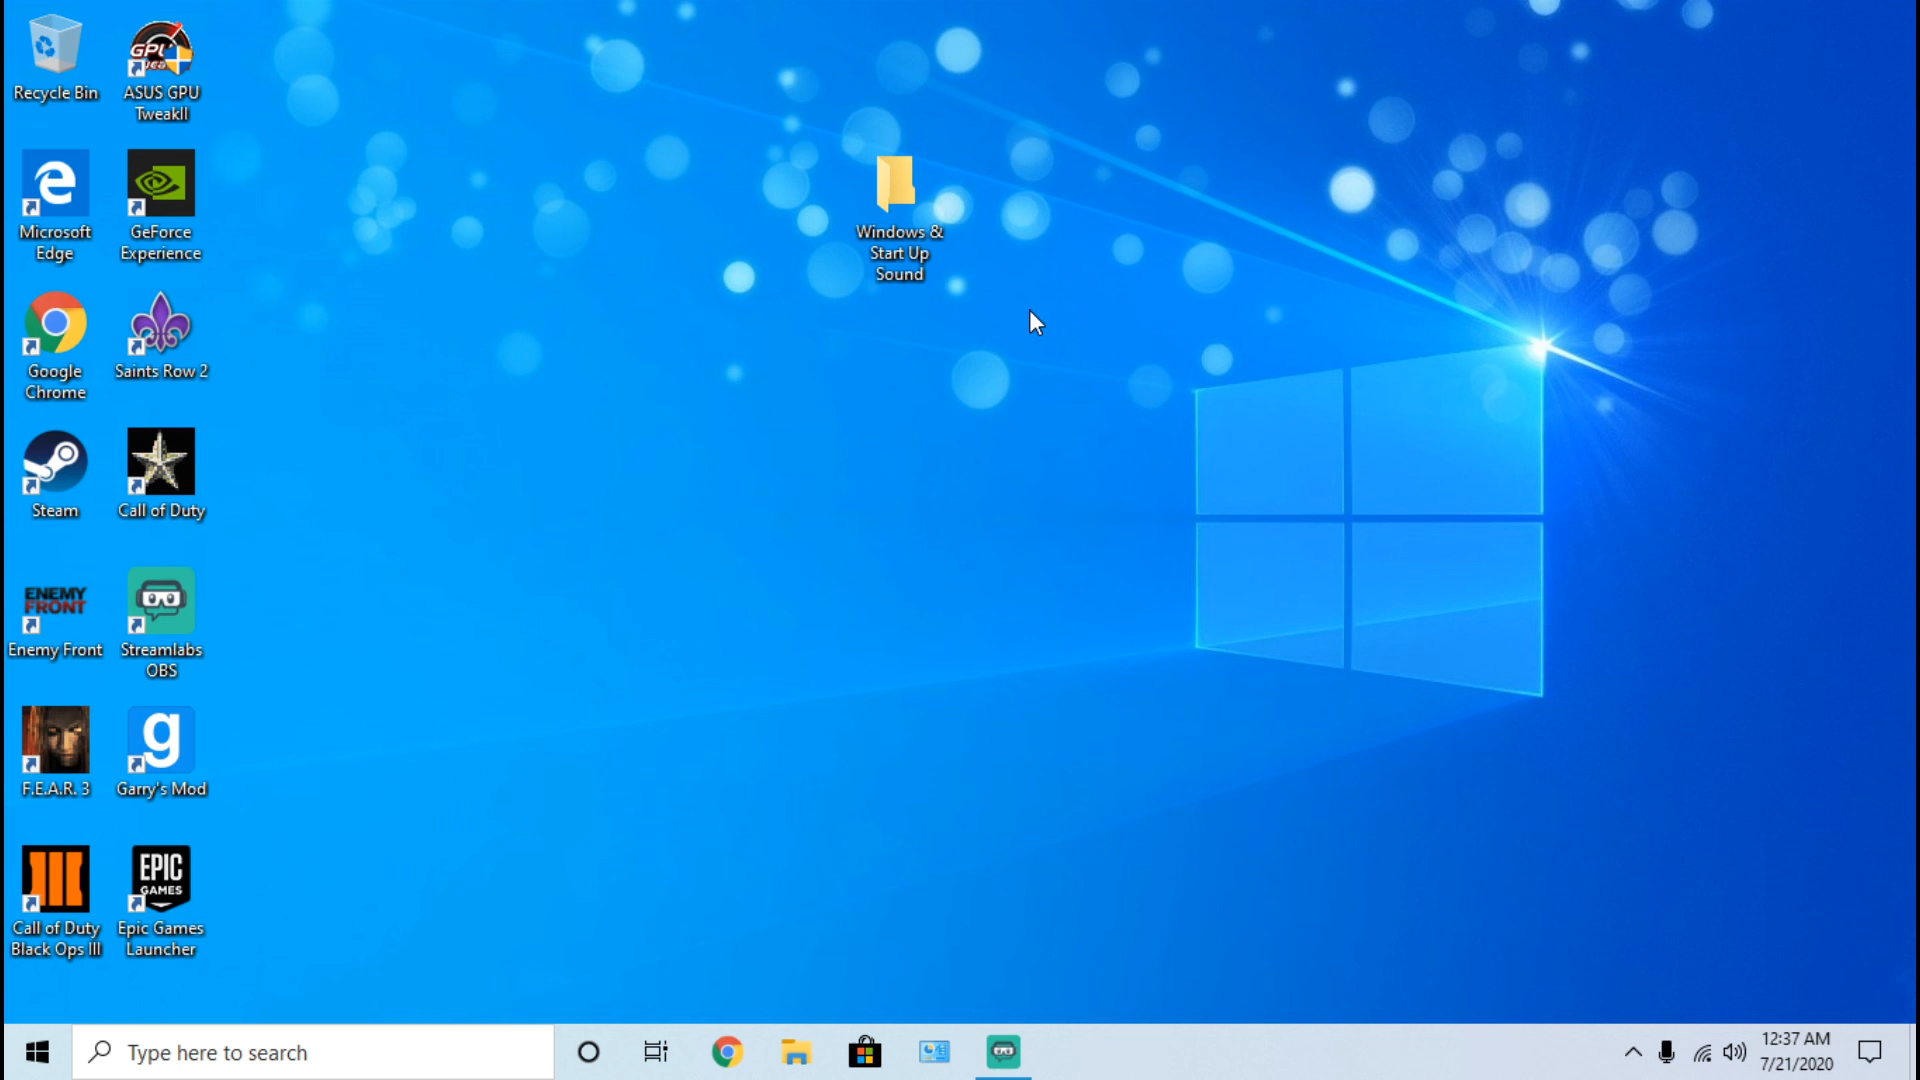 Recycle Bin
GPU
Tweak
ASUS GPU
TweakII
Microsoft
Edge
GeForce
Experience
Google
Chrome
Saints Row 2
Steam
Call of Duty
ENEMY
FRONT
Enemy Front
Streamlabs
OBS
F.E.A.R. 3
g
Garry's Mod
Call of Duty
Black Ops III
EPIC
GAMES
Epic Games
Launcher
Windows &
Start Up
Sound
Type here to search
12:37 AM
7/21/2020